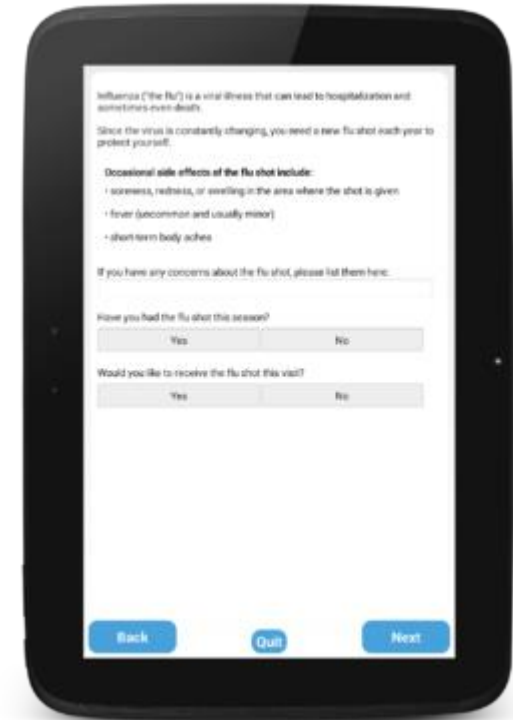 Influenza ("the flu") is a viral illness that can lead to hospitalization and
sometimes even death.
Since the virus is constantly changing, you need a new flu shot each year to
protect yourself.
Occasional side effects of the flu shot include:
• soreness, redness, or swelling in the area where the shot is given
• fever (uncommon and usually minor)
• short-term body aches
If you have any concerns about the flu shot, please list them here:
Have you had the flu shot this season?
Yes No
Would you like to receive the flu shot this visit?
Yes No
Back Quit Next